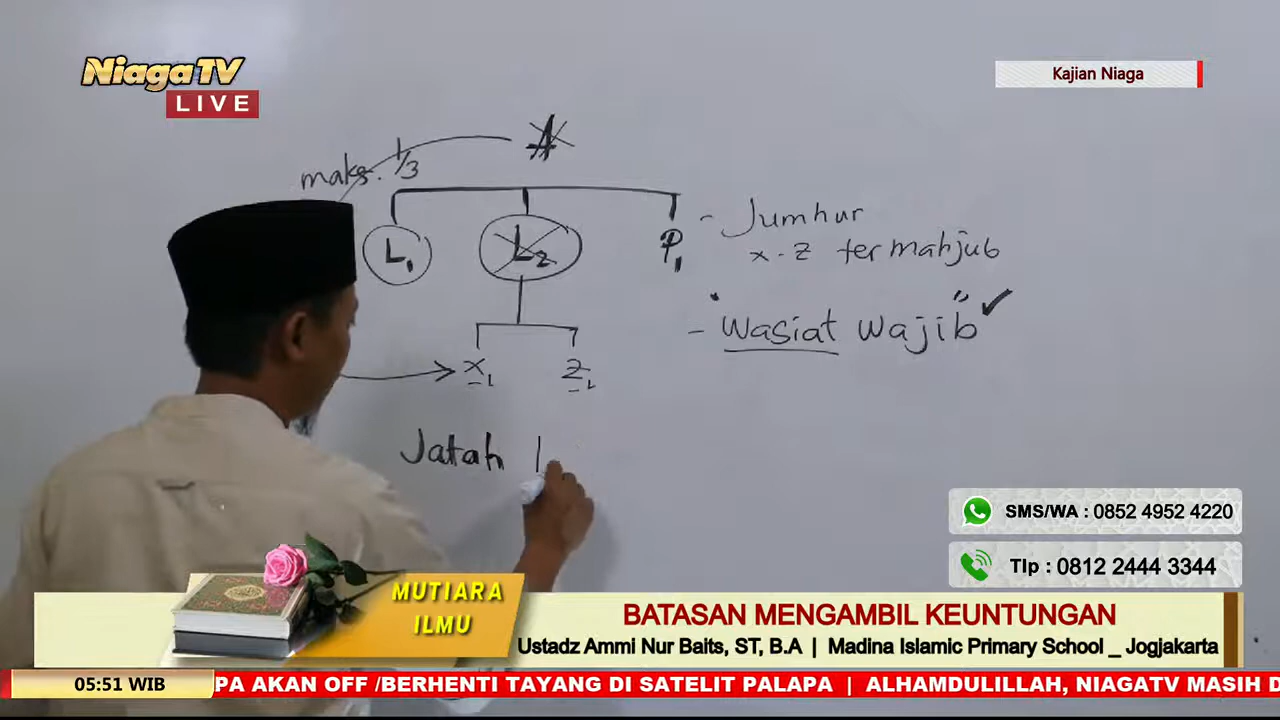 NiagaTV
LIVE
Kajian Niaga
A
maks. 1/3
L1
L2
P1
- Jumhur
x - z termahjub
- "Wasiat wajib" ✓
x1
z1
Jatah
SMS/WA : 0852 4952 4220
Tlp : 0812 2444 3344
MUTIARA
ILMU
BATASAN MENGAMBIL KEUNTUNGAN
Ustadz Ammi Nur Baits, ST, B.A | Madina Islamic Primary School _ Jogjakarta
05:51 WIB
PA AKAN OFF /BERHENTI TAYANG DI SATELIT PALAPA | ALHAMDULILLAH, NIAGATV MASIH D